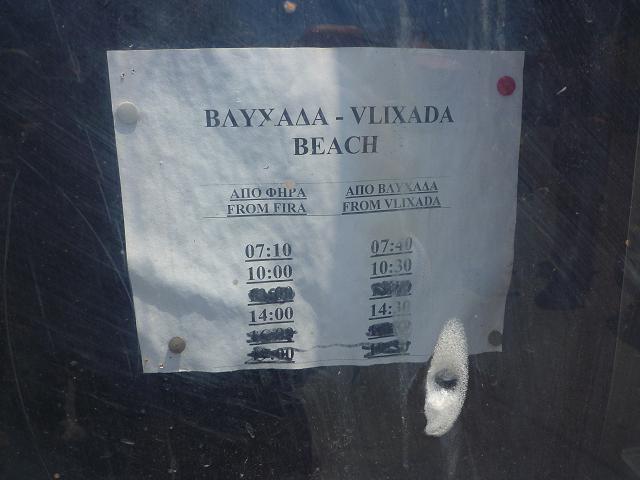 ΒΛΥΧΑΔΑ - VLIXADA
BEACH
ΑΠΟ ΦΗΡΑ ΑΠΟ ΒΛΥΧΑΔΑ
FROM FIRA FROM VLIXADA
07:10 07:40
10:00 10:30
14:00 14:30